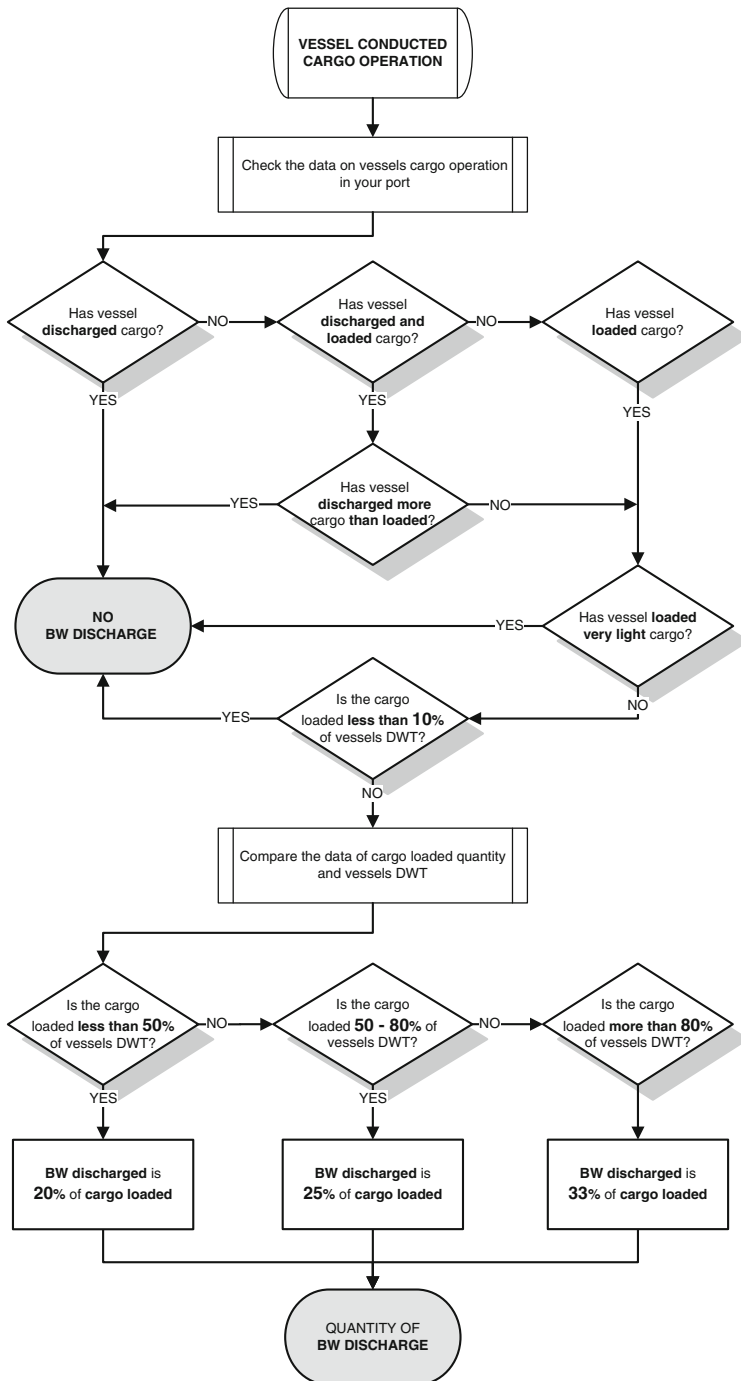 VESSEL CONDUCTED
CARGO OPERATION
Check the data on vessels cargo operation
in your port
Has vessel
discharged cargo?
NO
Has vessel
discharged and
loaded cargo?
NO
Has vessel
loaded cargo?
YES
YES
YES
YES
Has vessel
discharged more
cargo than loaded?
NO
NO
BW DISCHARGE
YES
Has vessel loaded
very light cargo?
NO
YES
Is the cargo
loaded less than 10%
of vessels DWT?
NO
Compare the data of cargo loaded quantity
and vessels DWT
Is the cargo
loaded less than 50%
of vessels DWT?
NO
Is the cargo
loaded 50 - 80% of
vessels DWT?
NO
Is the cargo
loaded more than 80%
of vessels DWT?
YES
YES
BW discharged is
20% of cargo loaded
BW discharged is
25% of cargo loaded
BW discharged is
33% of cargo loaded
QUANTITY OF
BW DISCHARGE